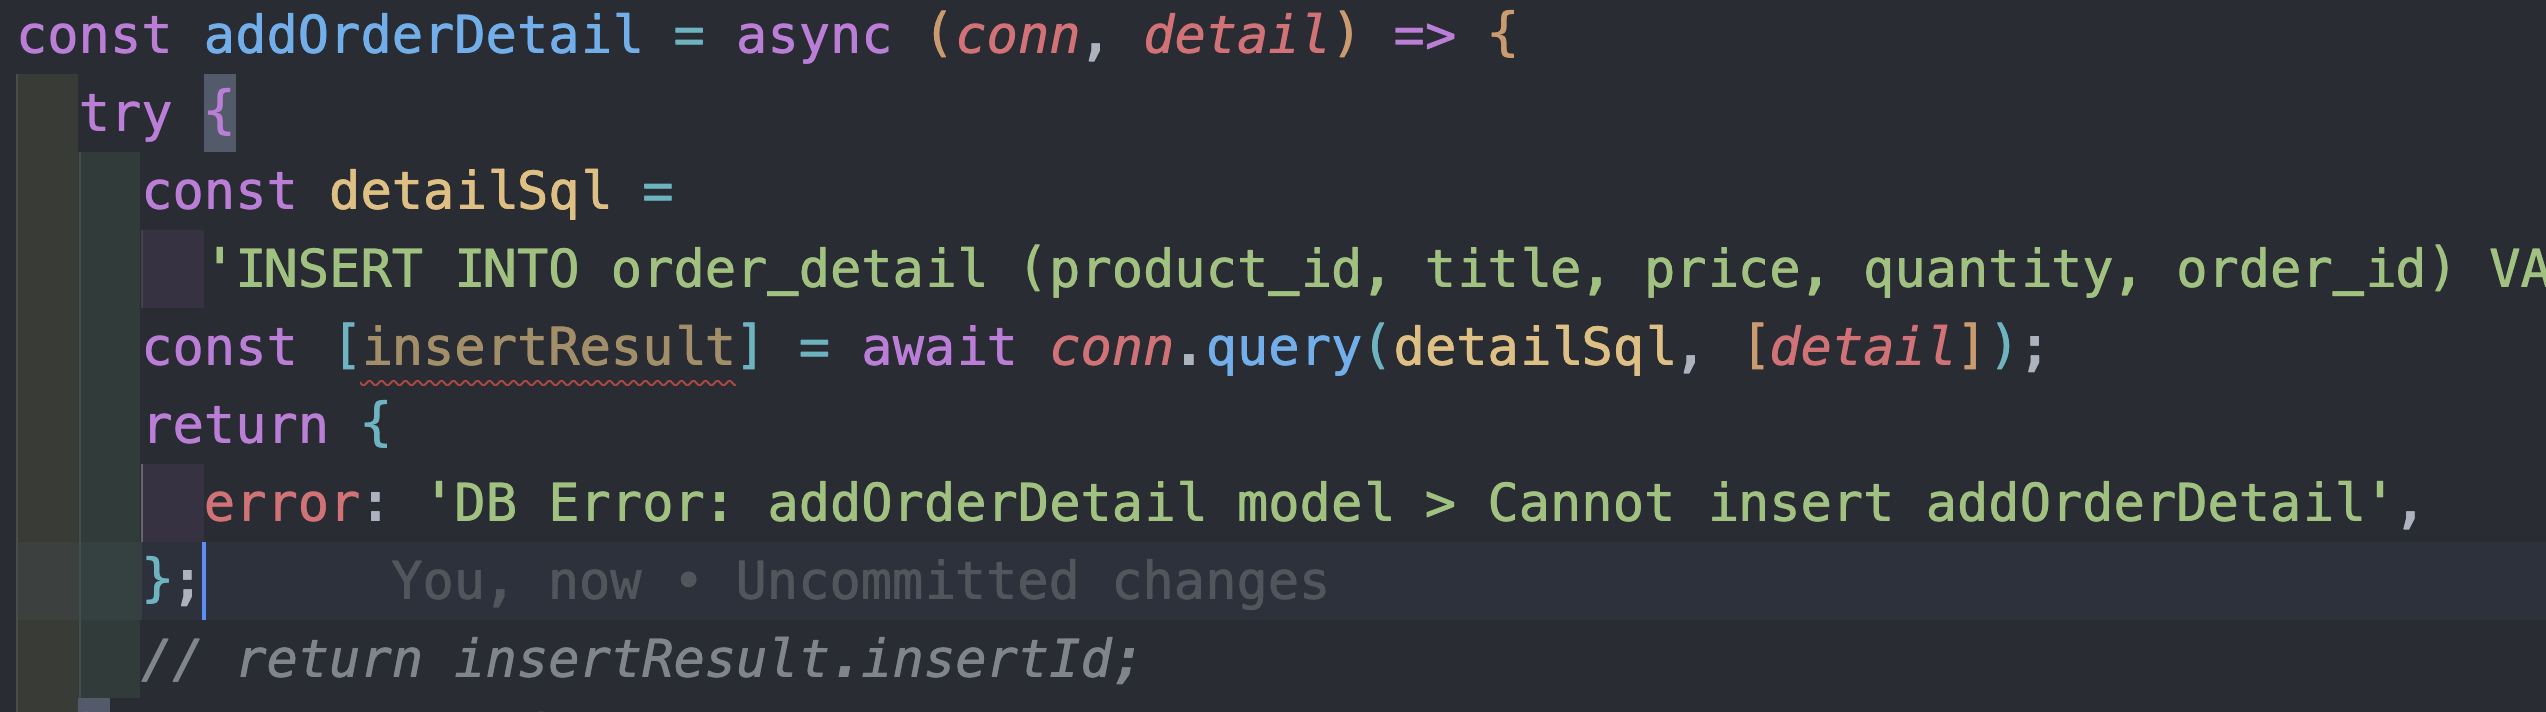 const addOrderDetail = async (conn, detail) => {
try {
const detailSql =
'INSERT INTO order_detail (product_id, title, price, quantity, order_id) VA
const [insertResult] = await conn.query(detailSql, [detail]);
return {
error: 'DB Error: addOrderDetail model > Cannot insert addOrderDetail',
}; You, now • Uncommitted changes
// return insertResult.insertId;